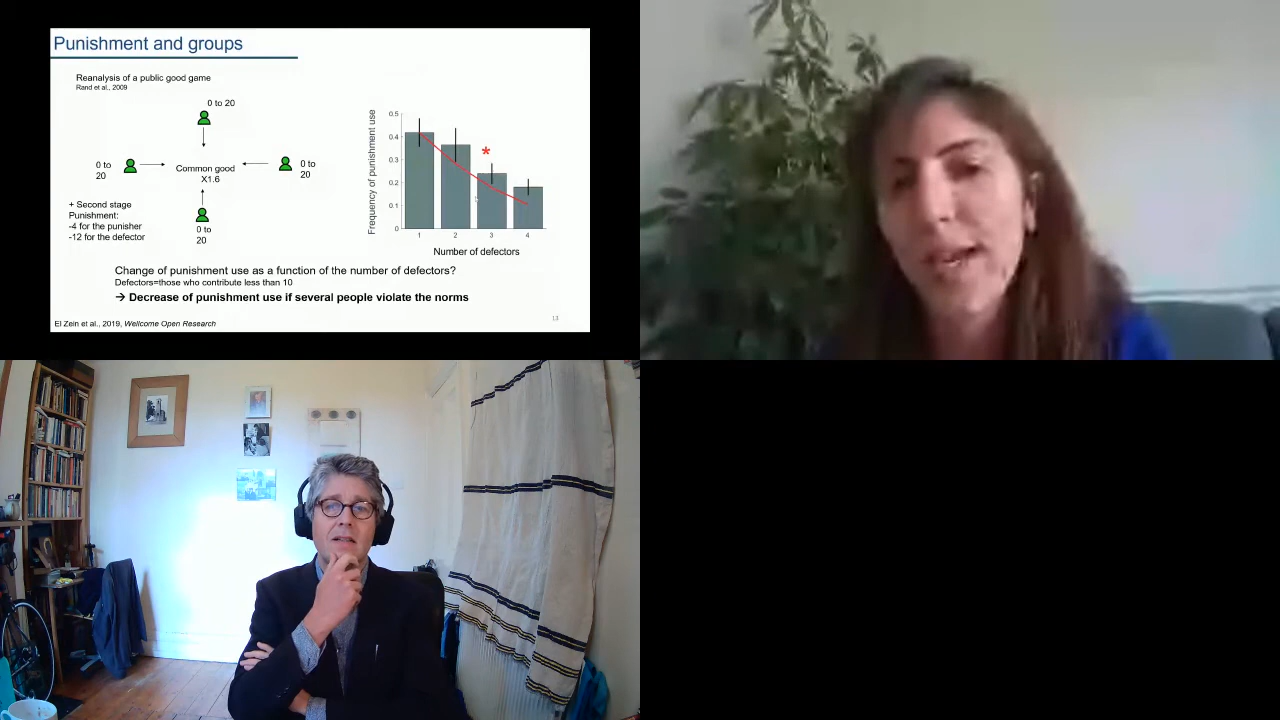 Punishment and groups
Reanalysis of a public good game
Rand et al., 2009
0 to 20
0 to
20
Common good
X1.6
0 to
20
0 to
20
+ Second stage
Punishment:
-4 for the punisher
-12 for the defector
Frequency of punishment use
0.5
0.4
0.3
0.2
0.1
0
*
1 2 3 4
Number of defectors
Change of punishment use as a function of the number of defectors?
Defectors=those who contribute less than 10
→ Decrease of punishment use if several people violate the norms
El Zein et al., 2019, Wellcome Open Research
13